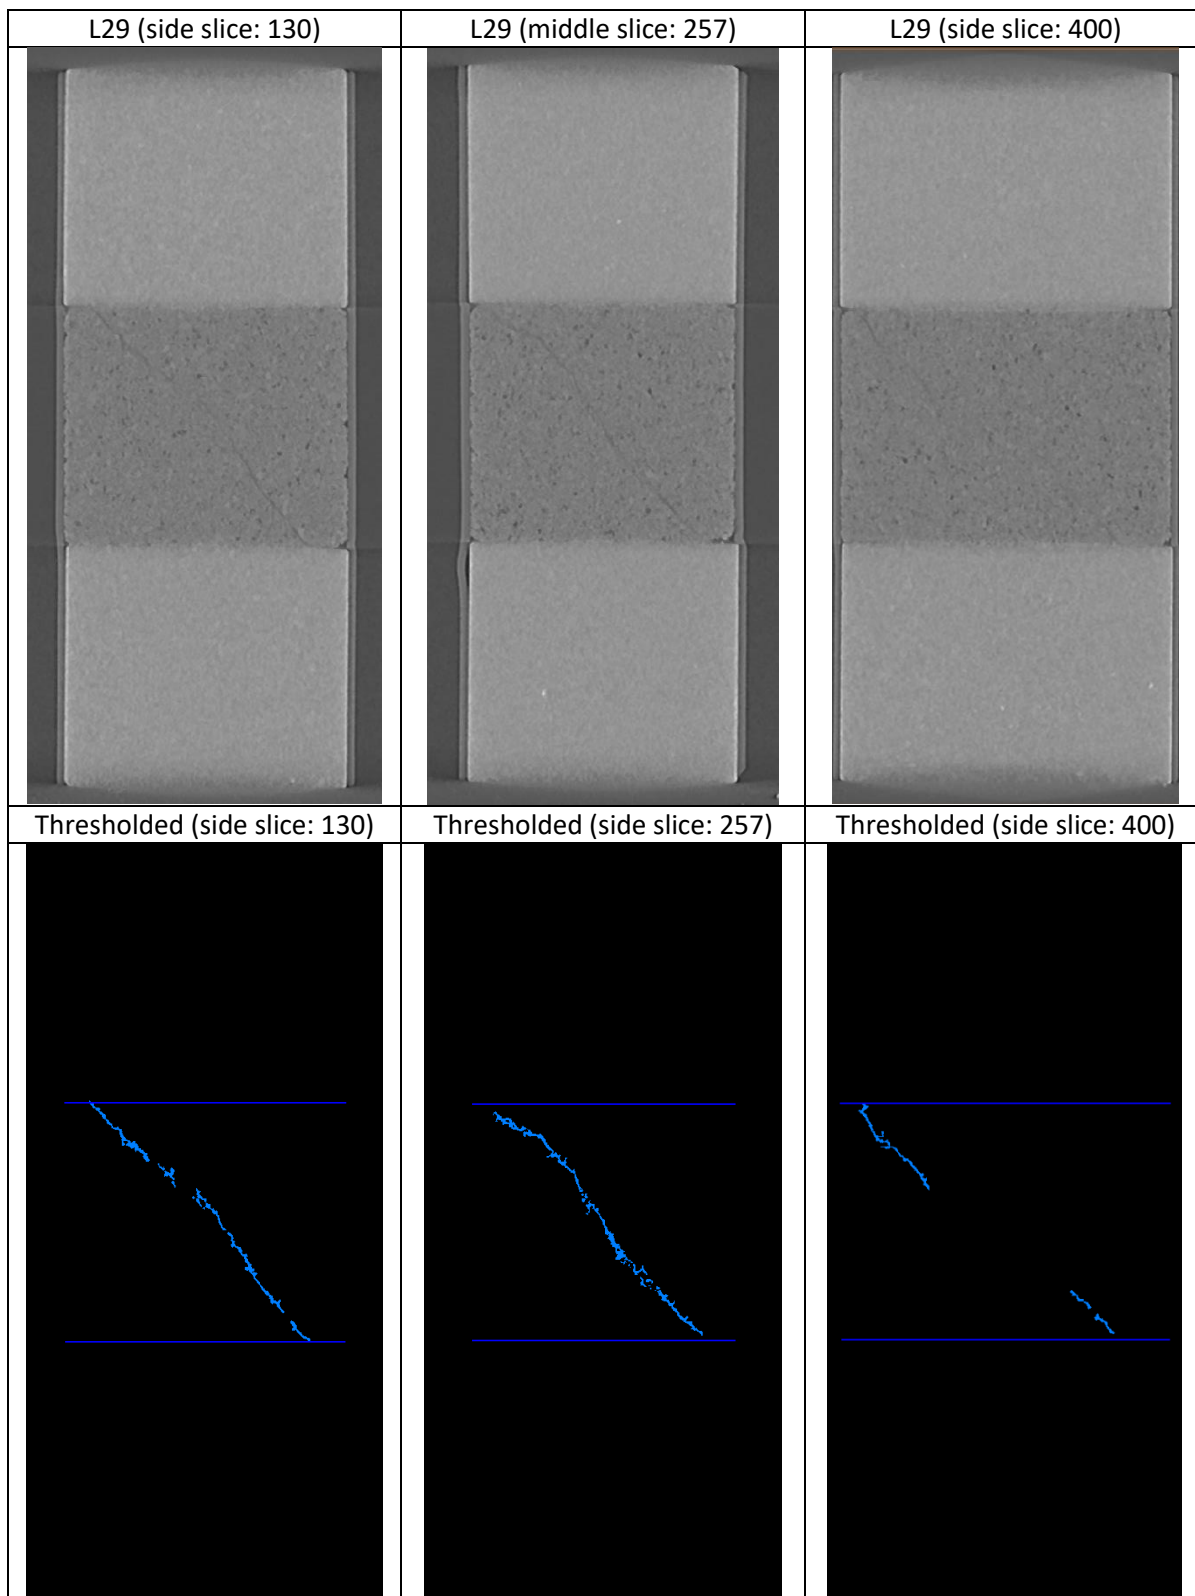 L29 (side slice: 130)
L29 (middle slice: 257)
L29 (side slice: 400)
Thresholded (side slice: 130)
Thresholded (side slice: 257)
Thresholded (side slice: 400)